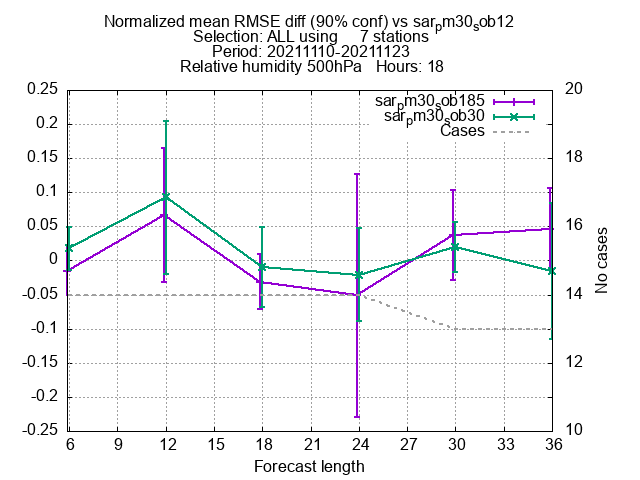 Normalized mean RMSE diff (90% conf) vs sarpm30sob12
Selection: ALL using 7 stations
Period: 20211110-20211123
Relative humidity 500hPa Hours: 18
sarpm30sob185
sarpm30sob30
Cases
0.25
0.2
0.15
0.1
0.05
0
-0.05
-0.1
-0.15
-0.2
-0.25
20
18
16
14
12
10
No cases
6 9 12 15 18 21 24 27 30 33 36
Forecast length